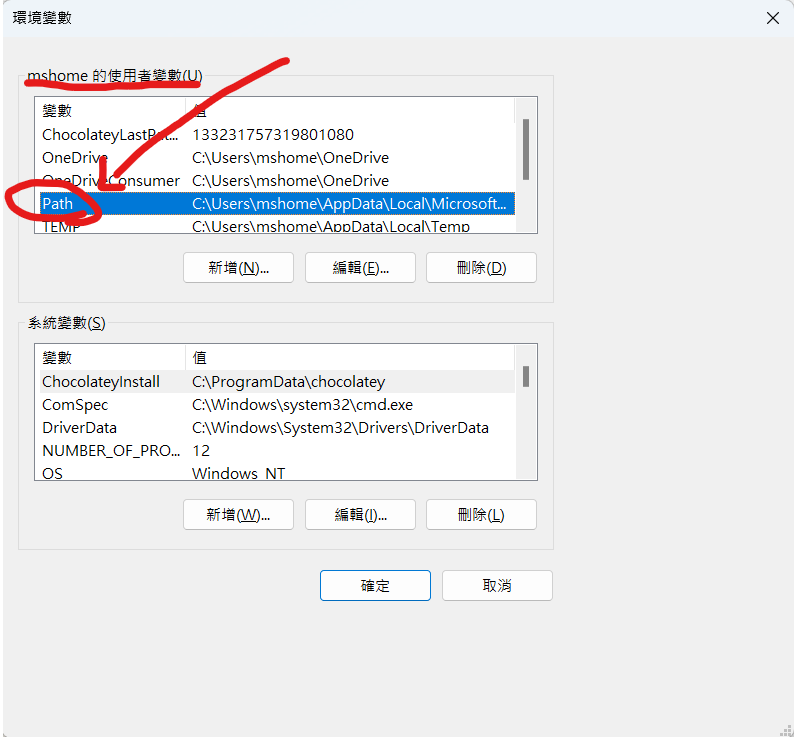 環境變數
mshome 的使用者變數(U)
變數 值
ChocolateyLastPat... 133231757319801080
OneDrive C:\Users\mshome\OneDrive
OneDriveConsumer C:\Users\mshome\OneDrive
Path C:\Users\mshome\AppData\Local\Microsoft...
TEMP C:\Users\mshome\AppData\Local\Temp
新增(N)... 編輯(E)... 刪除(D)
系統變數(S)
變數 值
ChocolateyInstall C:\ProgramData\chocolatey
ComSpec C:\Windows\system32\cmd.exe
DriverData C:\Windows\System32\Drivers\DriverData
NUMBER_OF_PRO... 12
OS Windows_NT
新增(W)... 編輯(I)... 刪除(L)
確定 取消